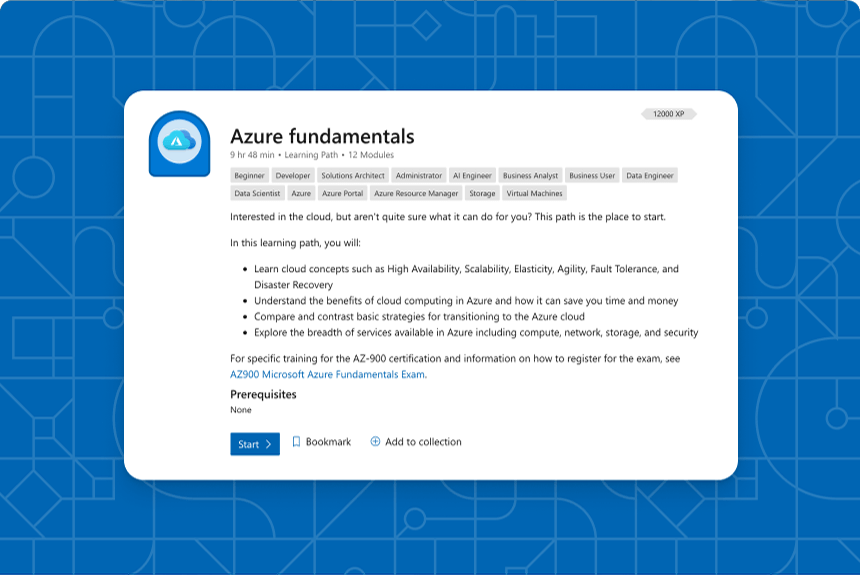 12000 XP
Azure fundamentals
9 hr 48 min • Learning Path • 12 Modules
Beginner Developer Solutions Architect Administrator AI Engineer Business Analyst Business User Data Engineer
Data Scientist Azure Azure Portal Azure Resource Manager Storage Virtual Machines
Interested in the cloud, but aren't quite sure what it can do for you? This path is the place to start.
In this learning path, you will:
• Learn cloud concepts such as High Availability, Scalability, Elasticity, Agility, Fault Tolerance, and
Disaster Recovery
• Understand the benefits of cloud computing in Azure and how it can save you time and money
• Compare and contrast basic strategies for transitioning to the Azure cloud
• Explore the breadth of services available in Azure including compute, network, storage, and security
For specific training for the AZ-900 certification and information on how to register for the exam, see
AZ900 Microsoft Azure Fundamentals Exam.
Prerequisites
None
Start Bookmark Add to collection